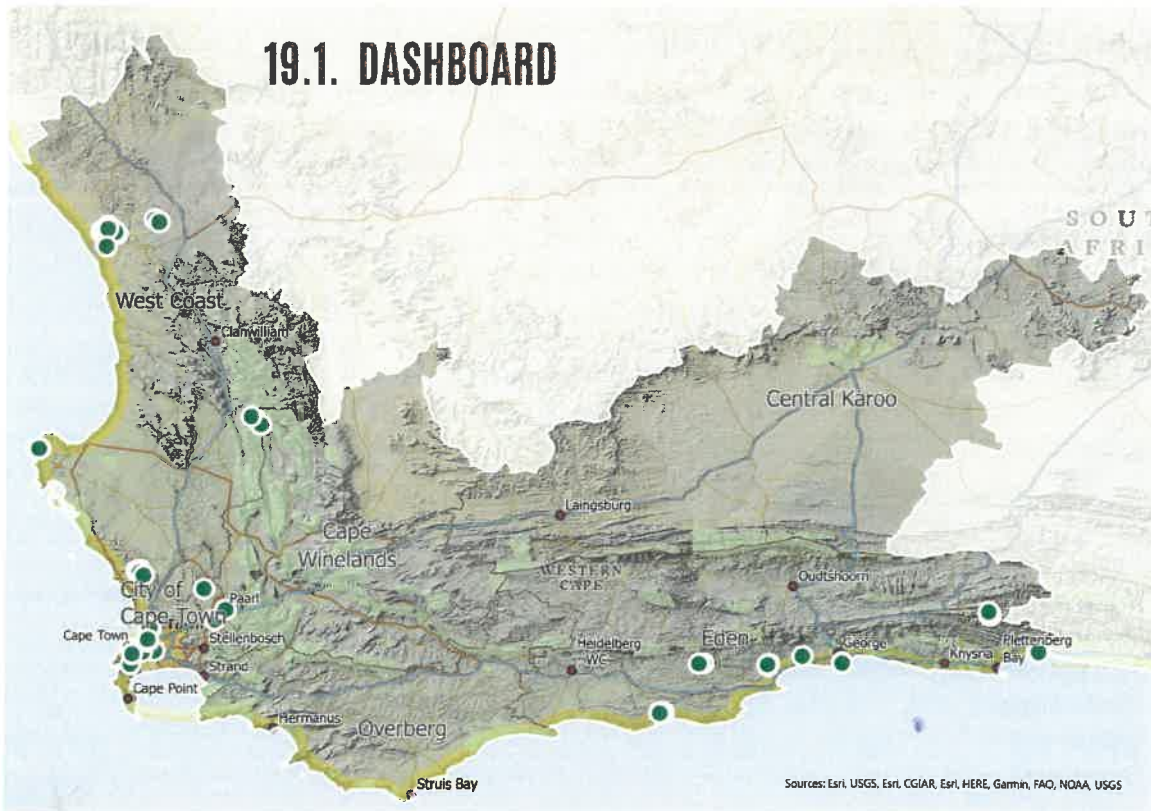 19.1. DASHBOARD
SOUT
AFRI
West Coast
Clanwilliam
Central Karoo
Laingsburg
Cape
Winelands
WESTERN
CAPE
Oudtshoorn
City of
Cape Town
Paarl
Cape Town
Stellenbosch
Strand
Heidelberg
WC
Eden
George
Knysna
Plettenberg
Bay
Cape Point
Hermanus
Overberg
Struis Bay
Sources: Esri, USGS, Esri, CGIAR, Esri, HERE, Garmin, FAO, NOAA, USGS